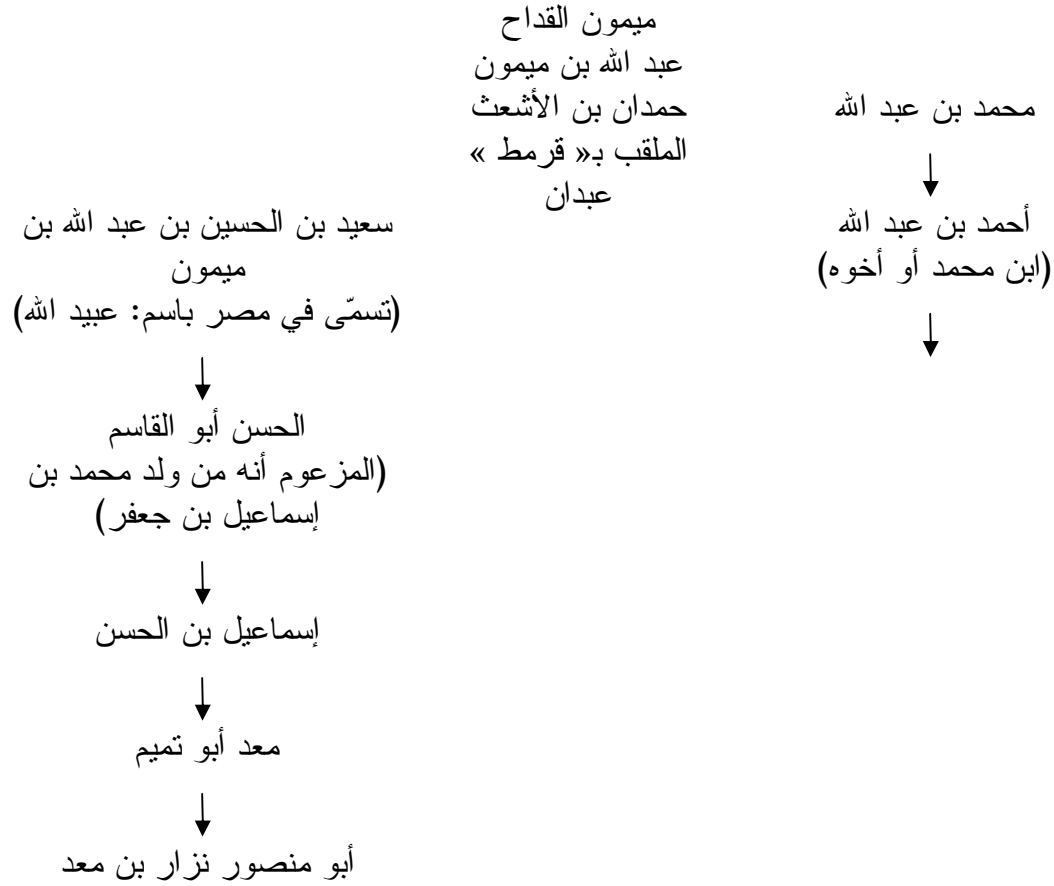 ميمون القداح
عبد الله بن ميمون
حمدان بن الأشعث
الملقب بـ« قرمط »
عبدان
محمد بن عبد الله
أحمد بن عبد الله
(ابن محمد أو أخوه)
سعيد بن الحسين بن عبد الله بن
ميمون
(تسمّى في مصر باسم: عبيد الله)
الحسن أبو القاسم
(المزعوم أنه من ولد محمد بن
إسماعيل بن جعفر)
إسماعيل بن الحسن
معد أبو تميم
أبو منصور نزار بن معد